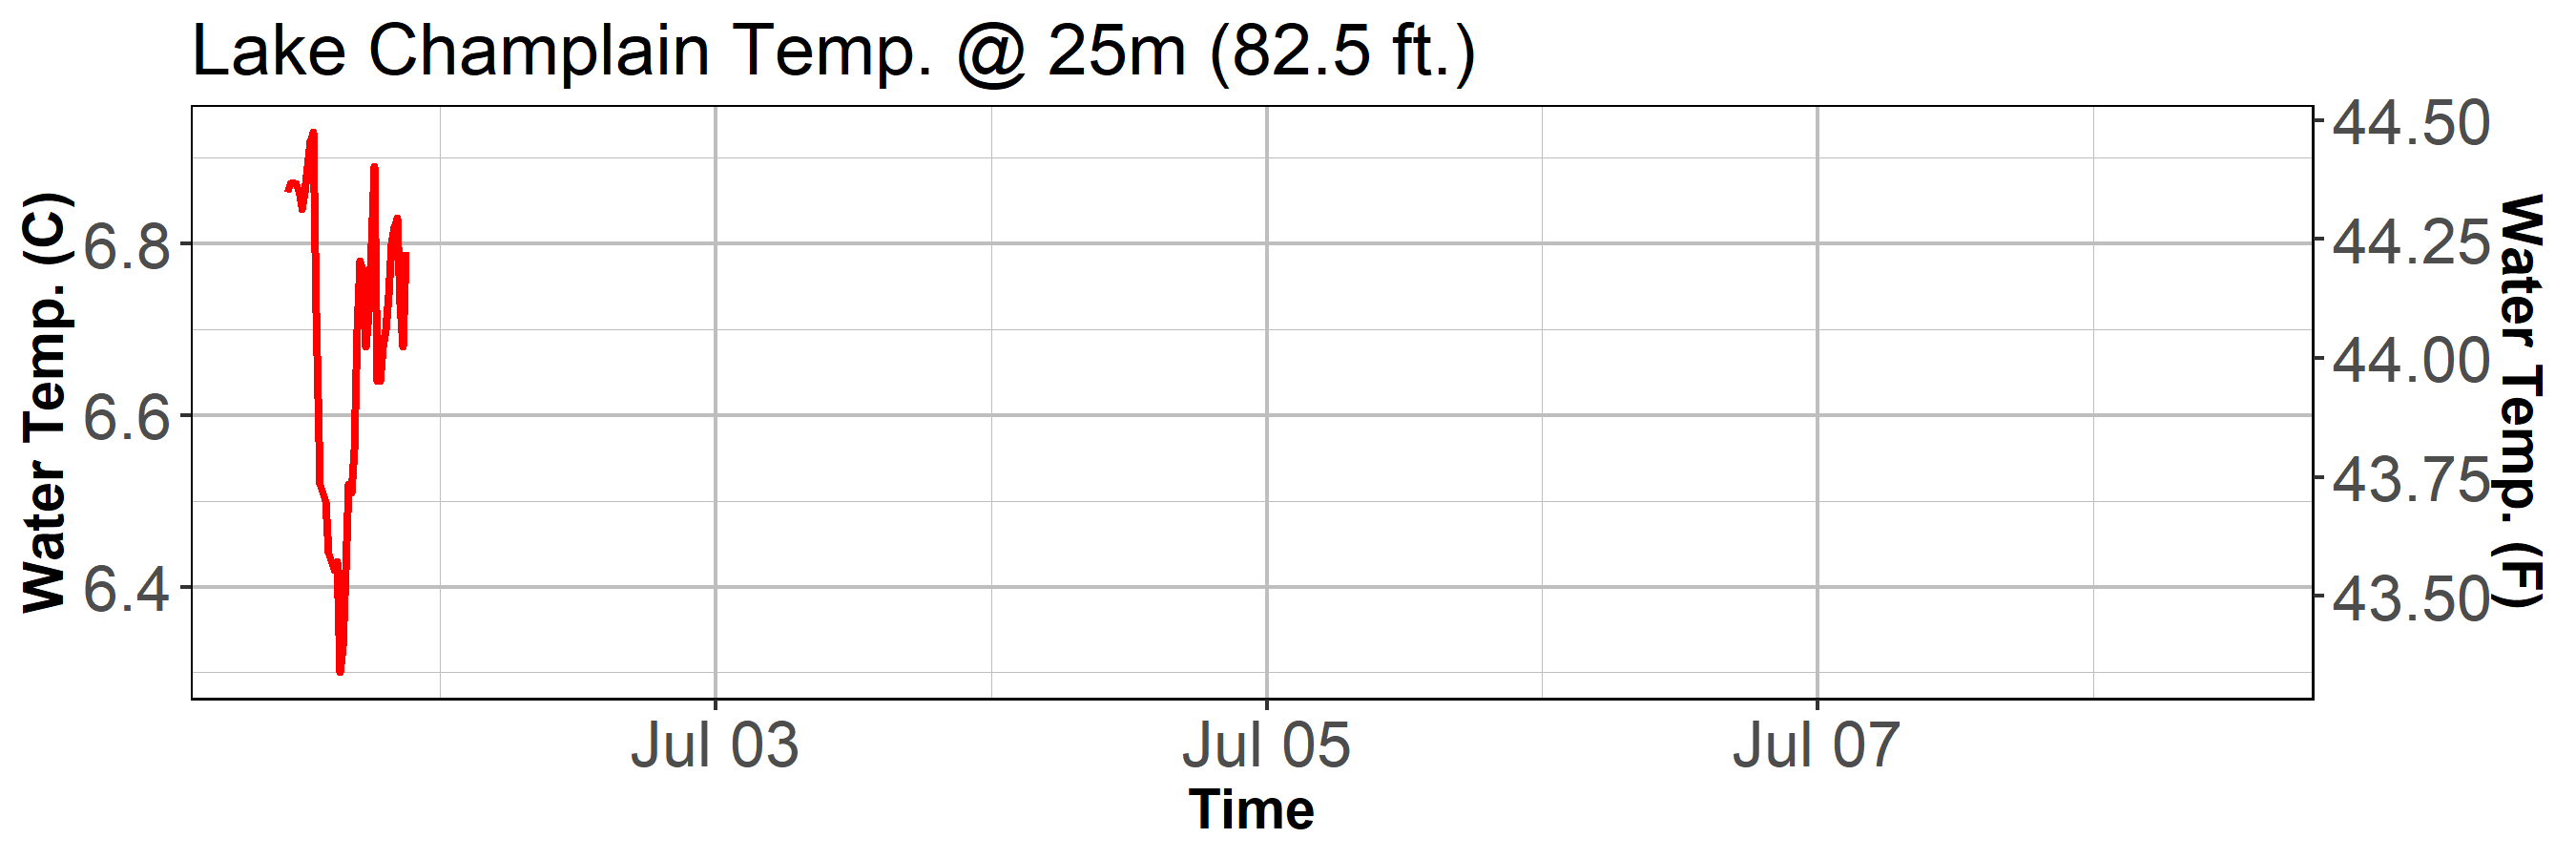 Lake Champlain Temp. @ 25m (82.5 ft.)
Water Temp. (C)
6.8
6.6
6.4
44.50
44.25
44.00
43.75
43.50
Water Temp. (F)
Jul 03
Jul 05
Jul 07
Time